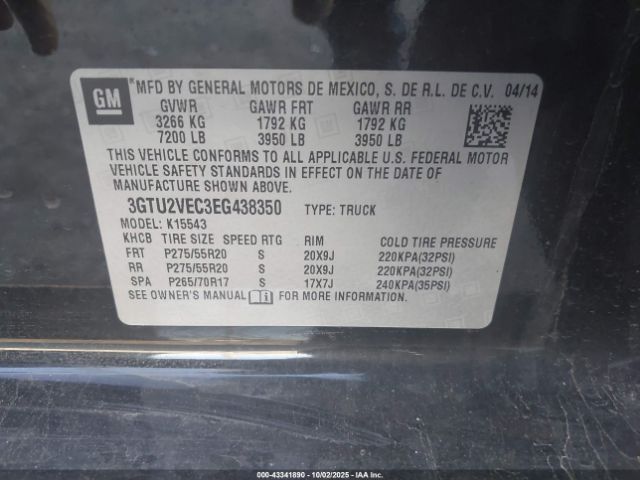 GM
*MFD BY GENERAL MOTORS DE MEXICO, S. DE R.L. DE C.V. 04/14
GVWR GAWR FRT GAWR RR
3266 KG 1792 KG 1792 KG
7200 LB 3950 LB 3950 LB
THIS VEHICLE CONFORMS TO ALL APPLICABLE U.S. FEDERAL MOTOR
VEHICLE SAFETY STANDARDS IN EFFECT ON THE DATE OF
MANUFACTURE SHOWN ABOVE.
3GTU2VEC3EG438350 TYPE: TRUCK
MODEL: K15543
KHCB TIRE SIZE SPEED RTG RIM COLD TIRE PRESSURE
FRT P275/55R20 S 20X9J 220KPA(32PSI)
RR P275/55R20 S 20X9J 220KPA(32PSI)
SPA P265/70R17 S 17X7J 240KPA(35PSI)
SEE OWNER'S MANUAL FOR MORE INFORMATION.
000-43341890 10/02/2025 IAA, LLC